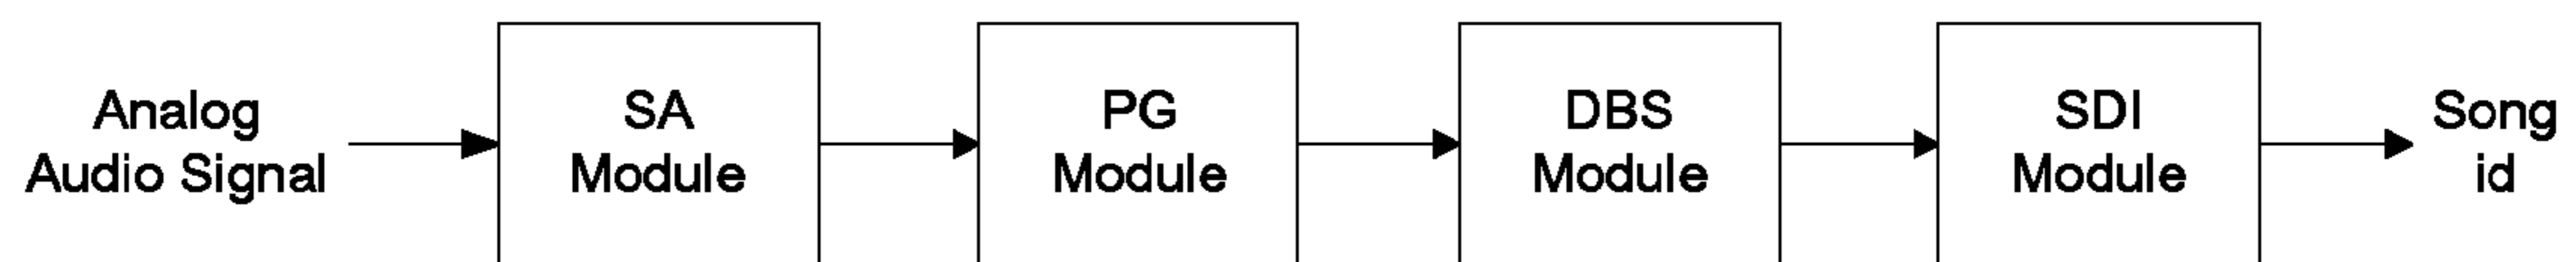 Analog
Audio Signal
SA
Module
PG
Module
DBS
Module
SDI
Module
Song
id